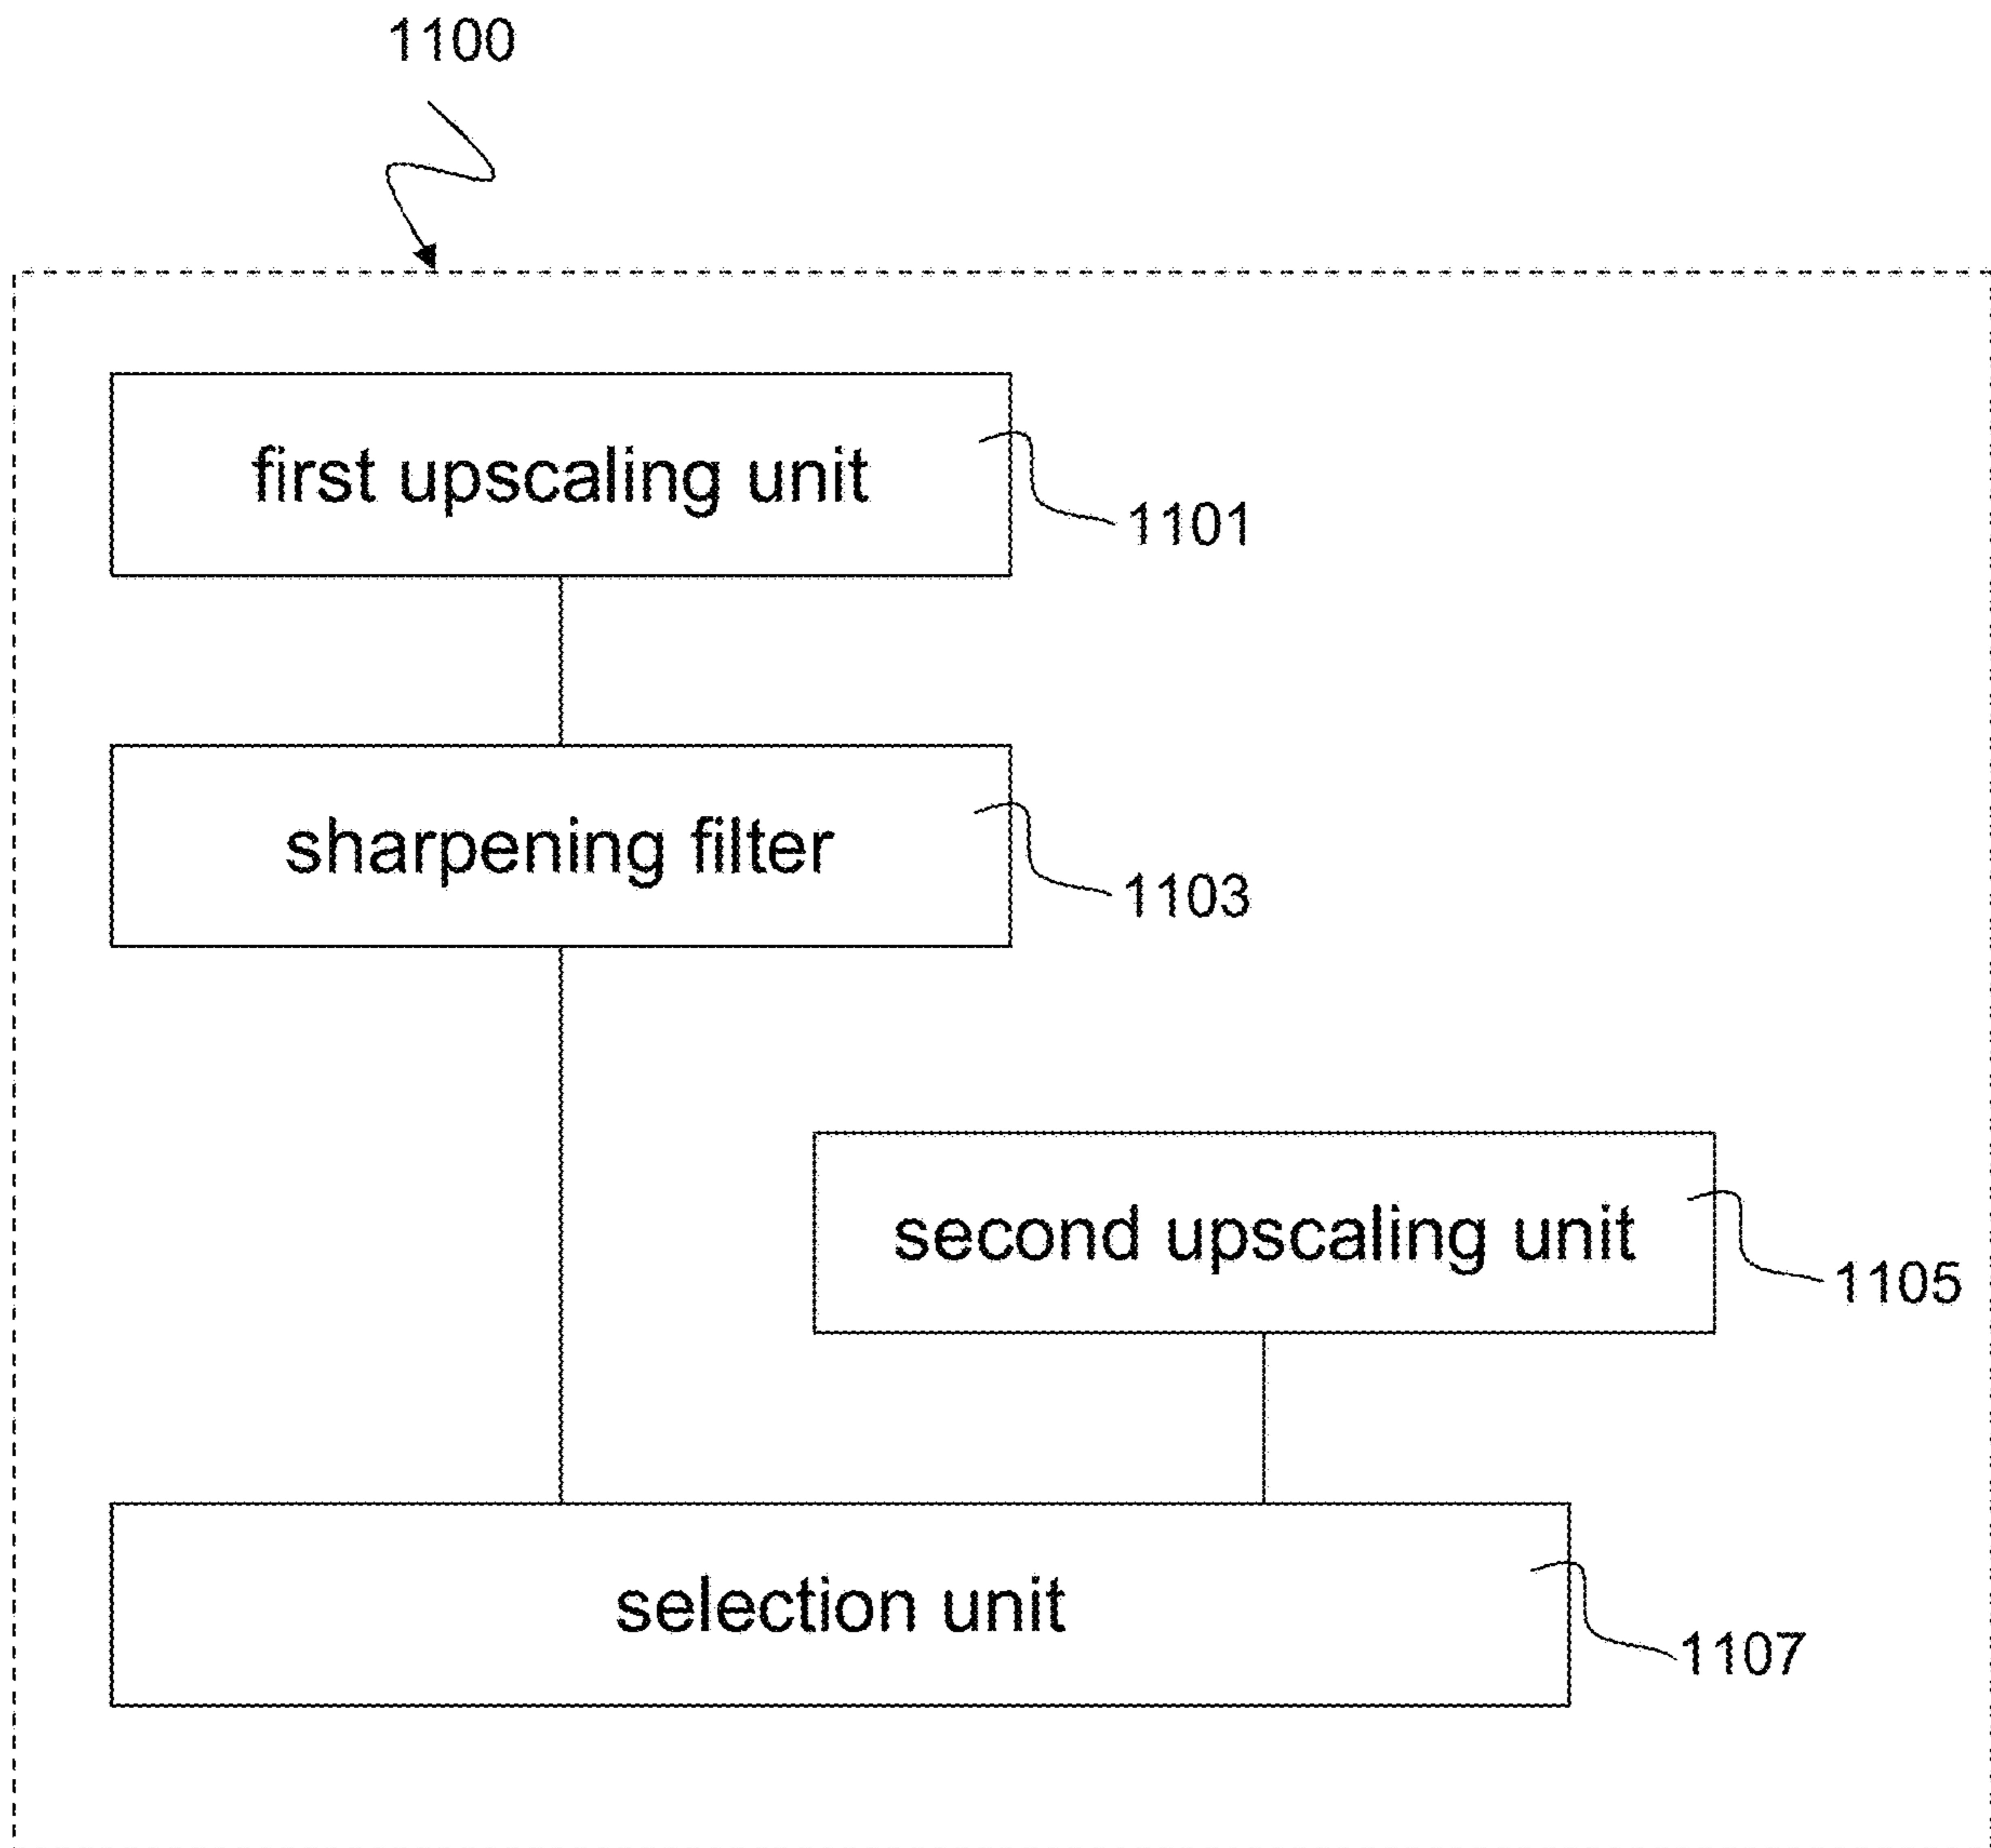 1100
first upscaling unit
1101
sharpening filter
1103
second upscaling unit
1105
selection unit
1107